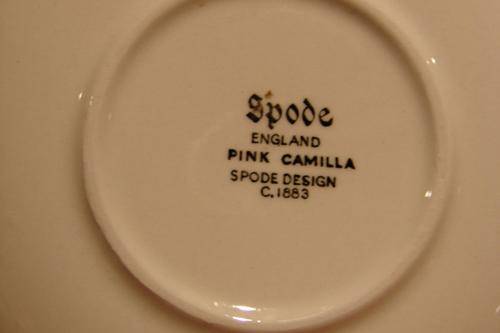 Spode
ENGLAND
PINK CAMILLA
SPODE DESIGN
C.1883